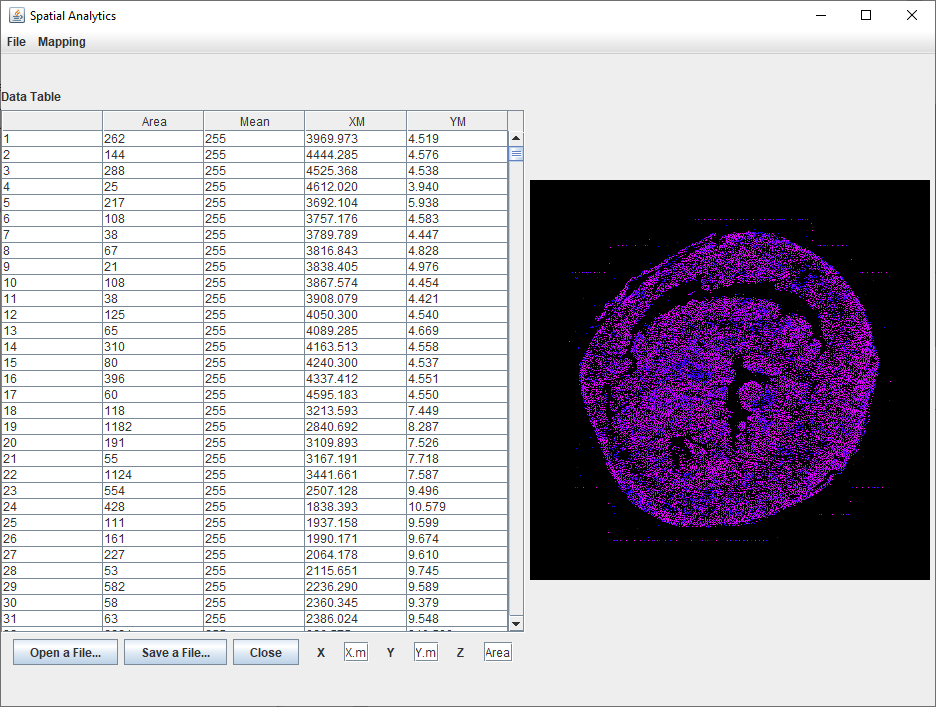 Spatial Analytics
File Mapping
Data Table
Area Mean XM YM
1 262 255 3969.973 4.519
2 144 255 4444.285 4.576
3 288 255 4525.368 4.538
4 25 255 4612.020 3.940
5 217 255 3692.104 5.938
6 108 255 3757.176 4.583
7 38 255 3789.789 4.447
8 67 255 3816.843 4.828
9 21 255 3838.405 4.976
10 108 255 3867.574 4.454
11 38 255 3908.079 4.421
12 125 255 4050.300 4.540
13 65 255 4089.285 4.669
14 310 255 4163.513 4.558
15 80 255 4240.300 4.537
16 396 255 4337.412 4.551
17 60 255 4595.183 4.550
18 118 255 3213.593 7.449
19 1182 255 2840.692 8.287
20 191 255 3109.893 7.526
21 55 255 3167.191 7.718
22 1124 255 3441.661 7.587
23 554 255 2507.128 9.496
24 428 255 1838.393 10.579
25 111 255 1937.158 9.599
26 161 255 1990.171 9.674
27 227 255 2064.178 9.610
28 53 255 2115.651 9.745
29 582 255 2236.290 9.589
30 58 255 2360.345 9.379
31 63 255 2386.024 9.548
Open a File... Save a File... Close X X.m Y Y.m Z Area